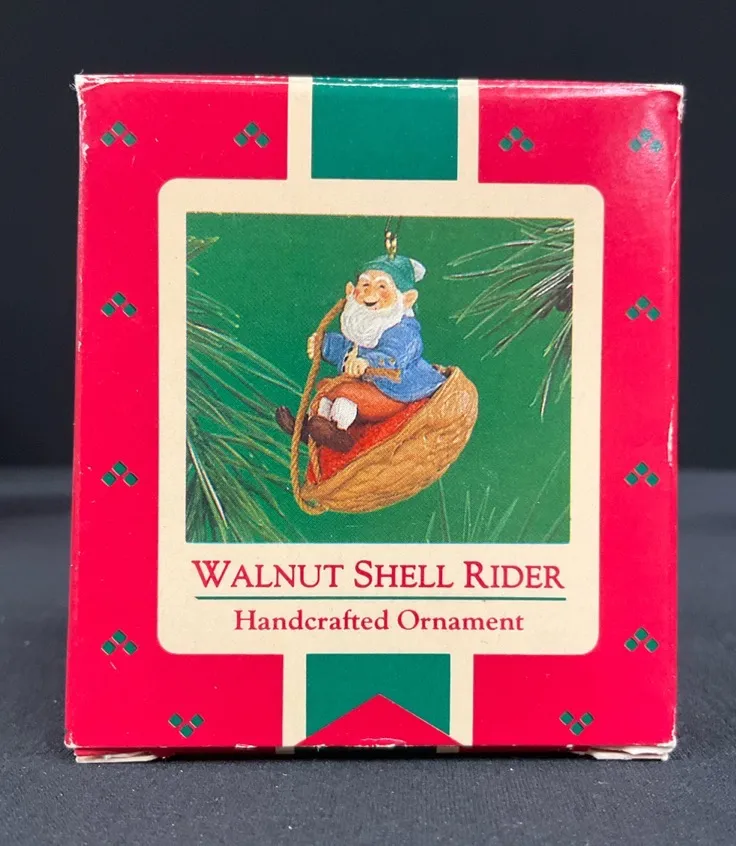 WALNUT SHELL RIDER
Handcrafted Ornament